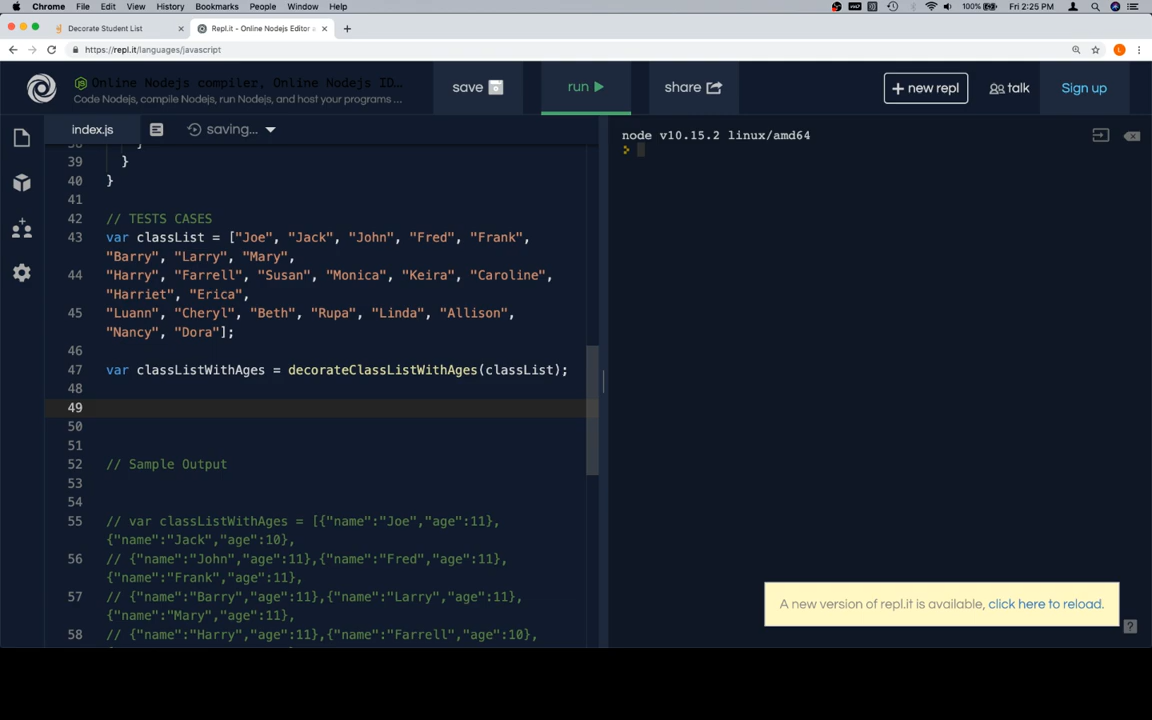 Chrome File Edit View History Bookmarks People Window Help 100% Fri 2:25 PM
Decorate Student List Repl.it - Online Nodejs Editor
https://repl.it/languages/javascript
Online Nodejs compiler, Online Nodejs ID...
Code Nodejs, compile Nodejs, run Nodejs, and host your programs ...
save run share + new repl talk Sign up
index.js saving...
node v10.15.2 linux/amd64
39 }
40 }
41
42 // TESTS CASES
43 var classList = ["Joe", "Jack", "John", "Fred", "Frank",
"Barry", "Larry", "Mary",
44 "Harry", "Farrell", "Susan", "Monica", "Keira", "Caroline",
"Harriet", "Erica",
45 "Luann", "Cheryl", "Beth", "Rupa", "Linda", "Allison",
"Nancy", "Dora"];
46
47 var classListWithAges = decorateClassListWithAges(classList);
48
49
50
51
52 // Sample Output
53
54
55 // var classListWithAges = [{"name":"Joe","age":11},
{"name":"Jack","age":10},
56 // {"name":"John","age":11},{"name":"Fred","age":11},
{"name":"Frank","age":11},
57 // {"name":"Barry","age":11},{"name":"Larry","age":11},
{"name":"Mary","age":11},
58 // {"name":"Harry","age":11},{"name":"Farrell","age":10},
A new version of repl.it is available, click here to reload.